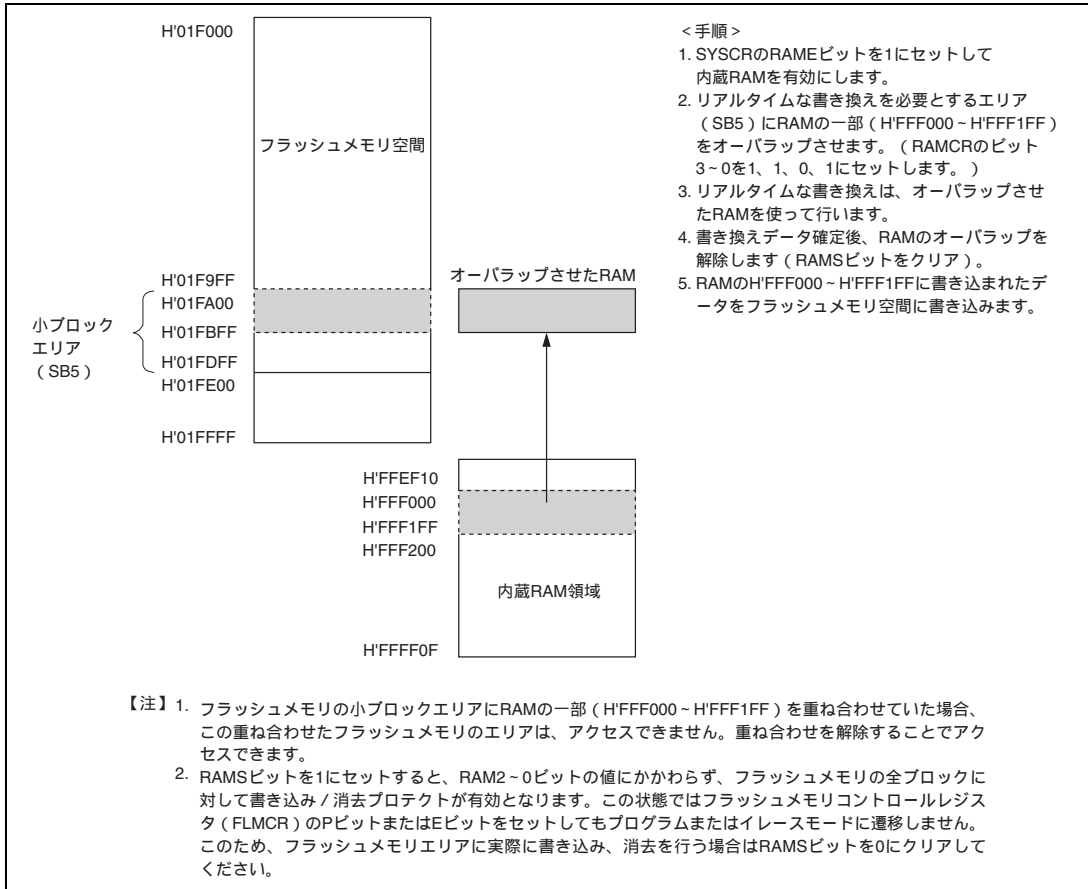 H'01F000
フラッシュメモリ空間
H'01F9FF
H'01FA00
H'01FBFF
H'01FDFF
H'01FE00
H'01FFFF
小ブロック
エリア
(SB5)
オーバラップさせたRAM
H'FFEF10
H'FFF000
H'FFF1FF
H'FFF200
内蔵RAM領域
H'FFFF0F
<手順>
1. SYSCRのRAMEビットを1にセットして
内蔵RAMを有効にします。
2. リアルタイムな書き換えを必要とするエリア
(SB5)にRAMの一部(H'FFF000~H'FFF1FF)
をオーバラップさせます。(RAMCRのビット
3~0を1、1、0、1にセットします。)
3. リアルタイムな書き換えは、オーバラップさせ
たRAMを使って行います。
4. 書き換えデータ確定後、RAMのオーバラップを
解除します(RAMSビットをクリア)。
5. RAMのH'FFF000~H'FFF1FFに書き込まれたデ
ータをフラッシュメモリ空間に書き込みます。
【注】1. フラッシュメモリの小ブロックエリアにRAMの一部(H'FFF000~H'FFF1FF)を重ね合わせていた場合、
この重ね合わせたフラッシュメモリのエリアは、アクセスできません。重ね合わせを解除することでアク
セスできます。
2. RAMSビットを1にセットすると、RAM2~0ビットの値にかかわらず、フラッシュメモリの全ブロックに
対して書き込み/消去プロテクトが有効となります。この状態ではフラッシュメモリコントロールレジス
タ(FLMCR)のPビットまたはEビットをセットしてもプログラムまたはイレースモードに遷移しません。
このため、フラッシュメモリエリアに実際に書き込み、消去を行う場合はRAMSビットを0にクリアして
ください。